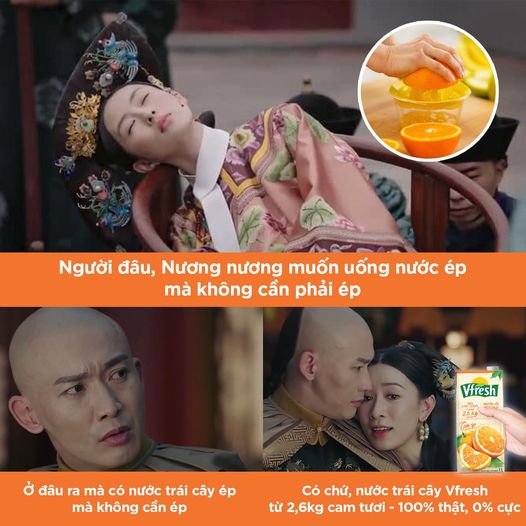 Người đâu, Nương nương muốn uống nước ép
mà không cần phải ép
Ở đâu ra mà có nước trái cây ép
mà không cần ép
Vfresh
Có chứ, nước trái cây Vfresh
từ 2,6kg cam tươi - 100% thật, 0% cực